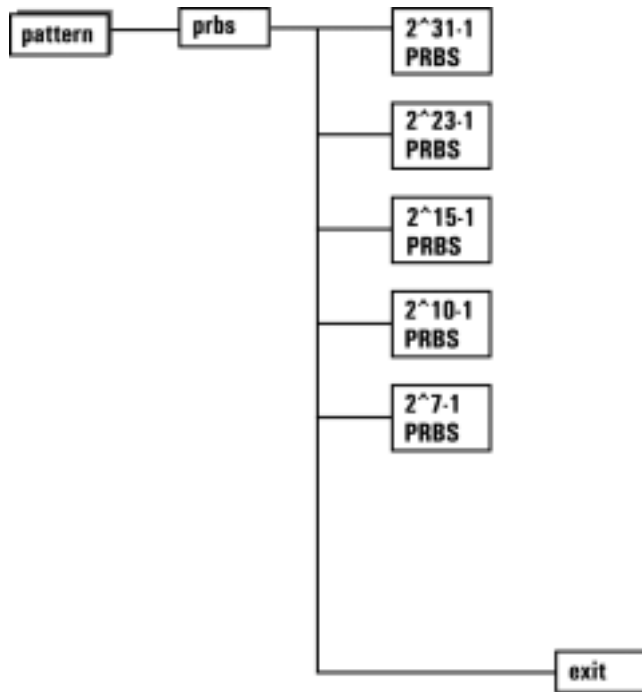 pattern
prbs
2^31-1
PRBS
2^23-1
PRBS
2^15-1
PRBS
2^10-1
PRBS
2^7-1
PRBS
exit